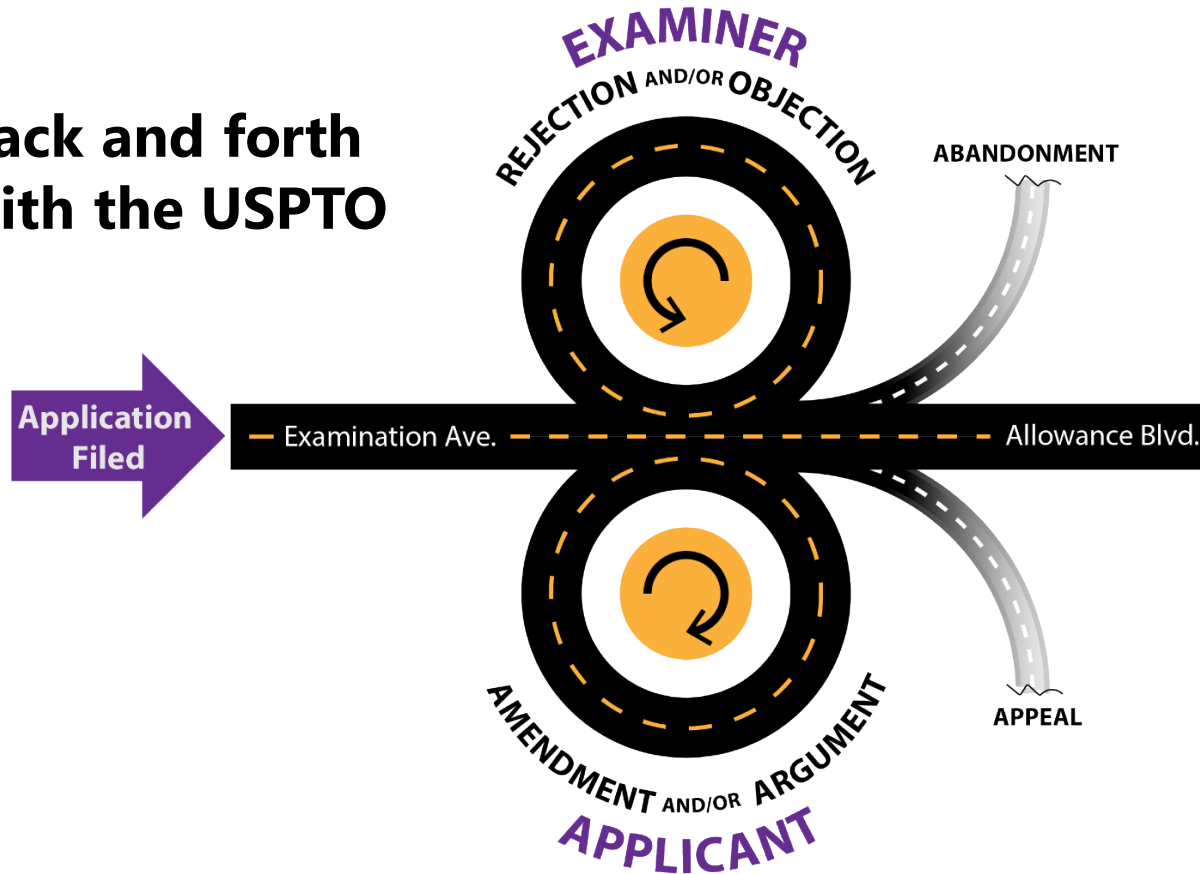 ack and forth
ith the USPTO
EXAMINER
REJECTION AND/OR OBJECTION
ABANDONMENT
Application
Filed
Examination Ave.
Allowance Blvd.
APPEAL
AMENDMENT AND/OR ARGUMENT
APPLICANT